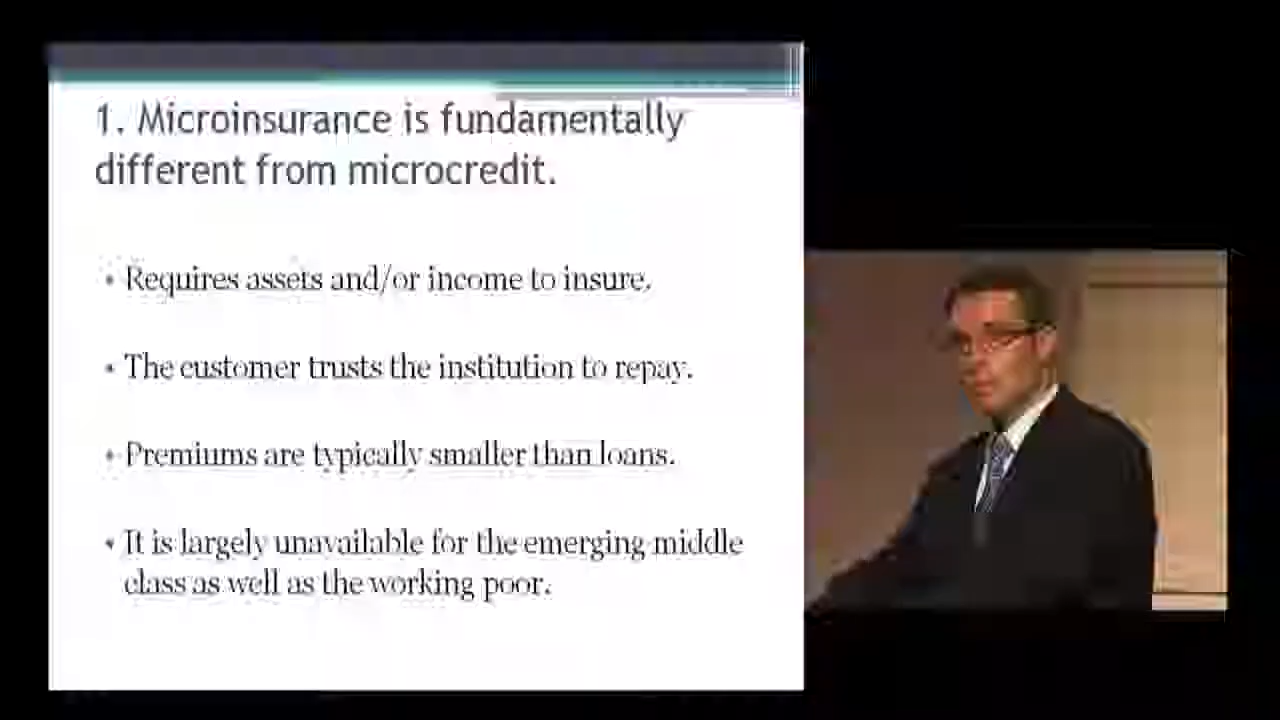 1. Microinsurance is fundamentally
different from microcredit.
• Requires assets and/or income to insure.
• The customer trusts the institution to repay.
• Premiums are typically smaller than loans.
• It is largely unavailable for the emerging middle
class as well as the working poor.